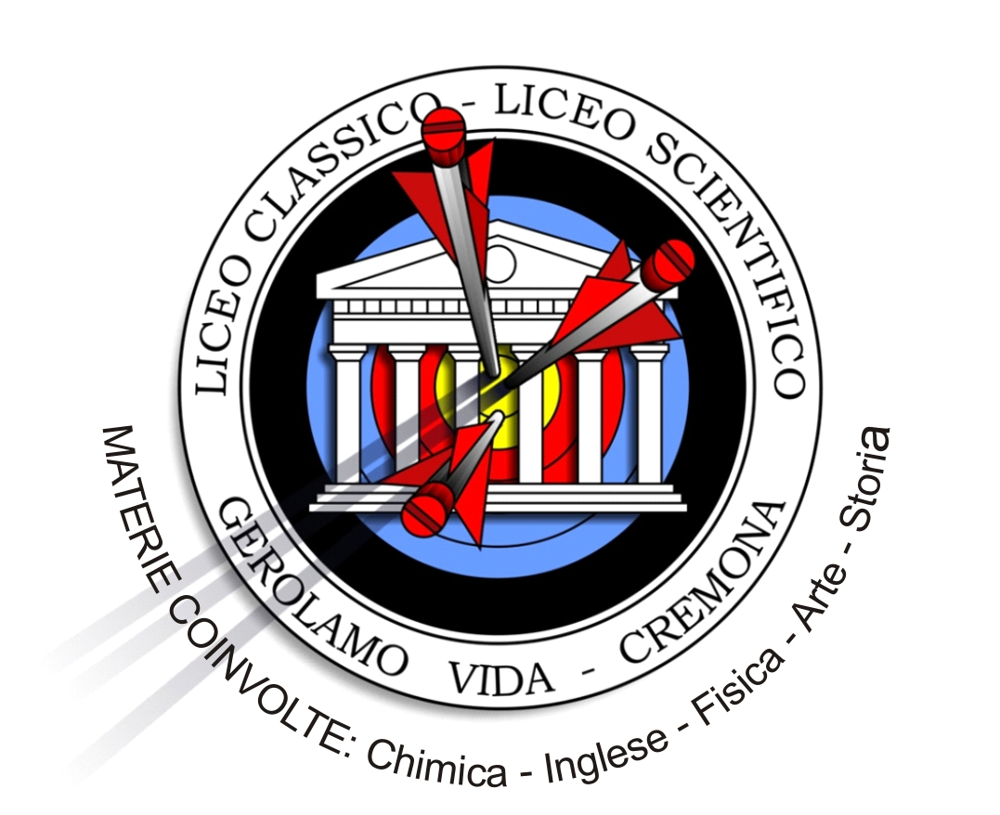 LICEO CLASSICO - LICEO SCIENTIFICO
GEROLAMO VIDA - CREMONA
MATERIE COINVOLTE: Chimica - Inglese - Fisica - Arte - Storia